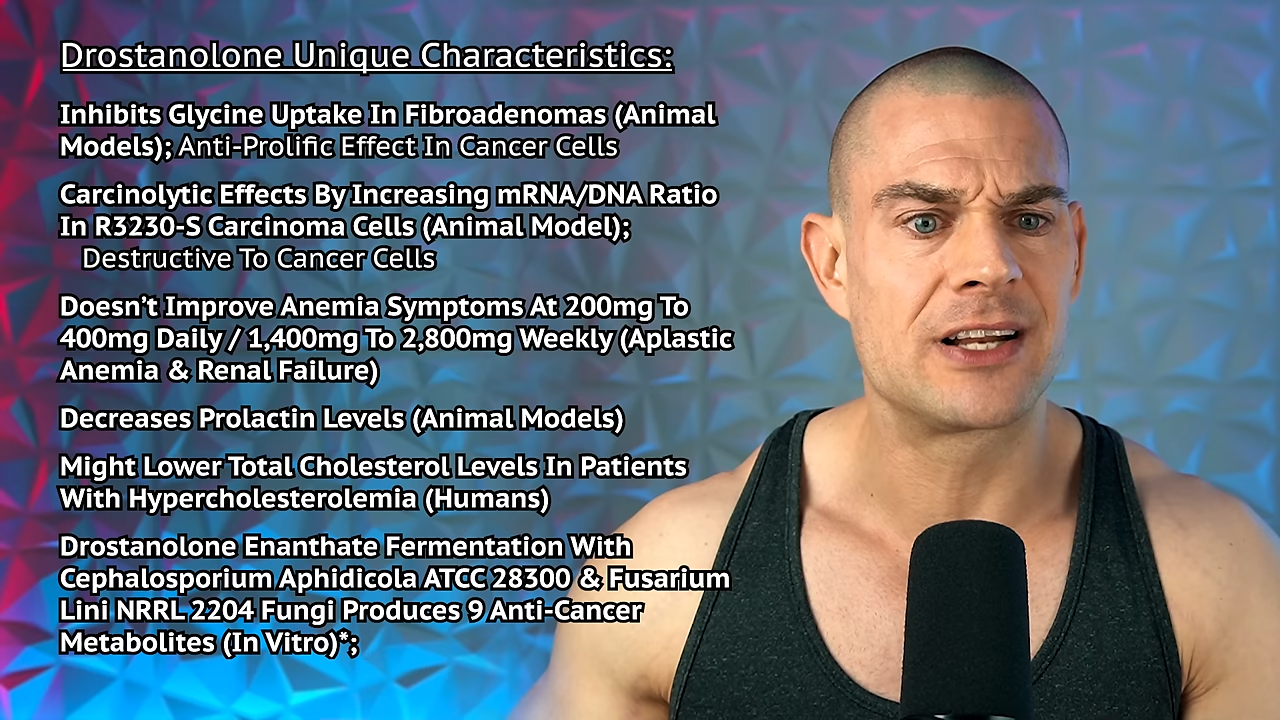 Drostanolone Unique Characteristics:
Inhibits Glycine Uptake In Fibroadenomas (Animal
Models); Anti-Prolific Effect In Cancer Cells
Carcinolytic Effects By Increasing mRNA/DNA Ratio
In R3230-S Carcinoma Cells (Animal Model);
Destructive To Cancer Cells
Doesn't Improve Anemia Symptoms At 200mg To
400mg Daily / 1,400mg To 2,800mg Weekly (Aplastic
Anemia & Renal Failure)
Decreases Prolactin Levels (Animal Models)
Might Lower Total Cholesterol Levels In Patients
With Hypercholesterolemia (Humans)
Drostanolone Enanthate Fermentation With
Cephalosporium Aphidicola ATCC 28300 & Fusarium
Lini NRRL 2204 Fungi Produces 9 Anti-Cancer
Metabolites (In Vitro)*;